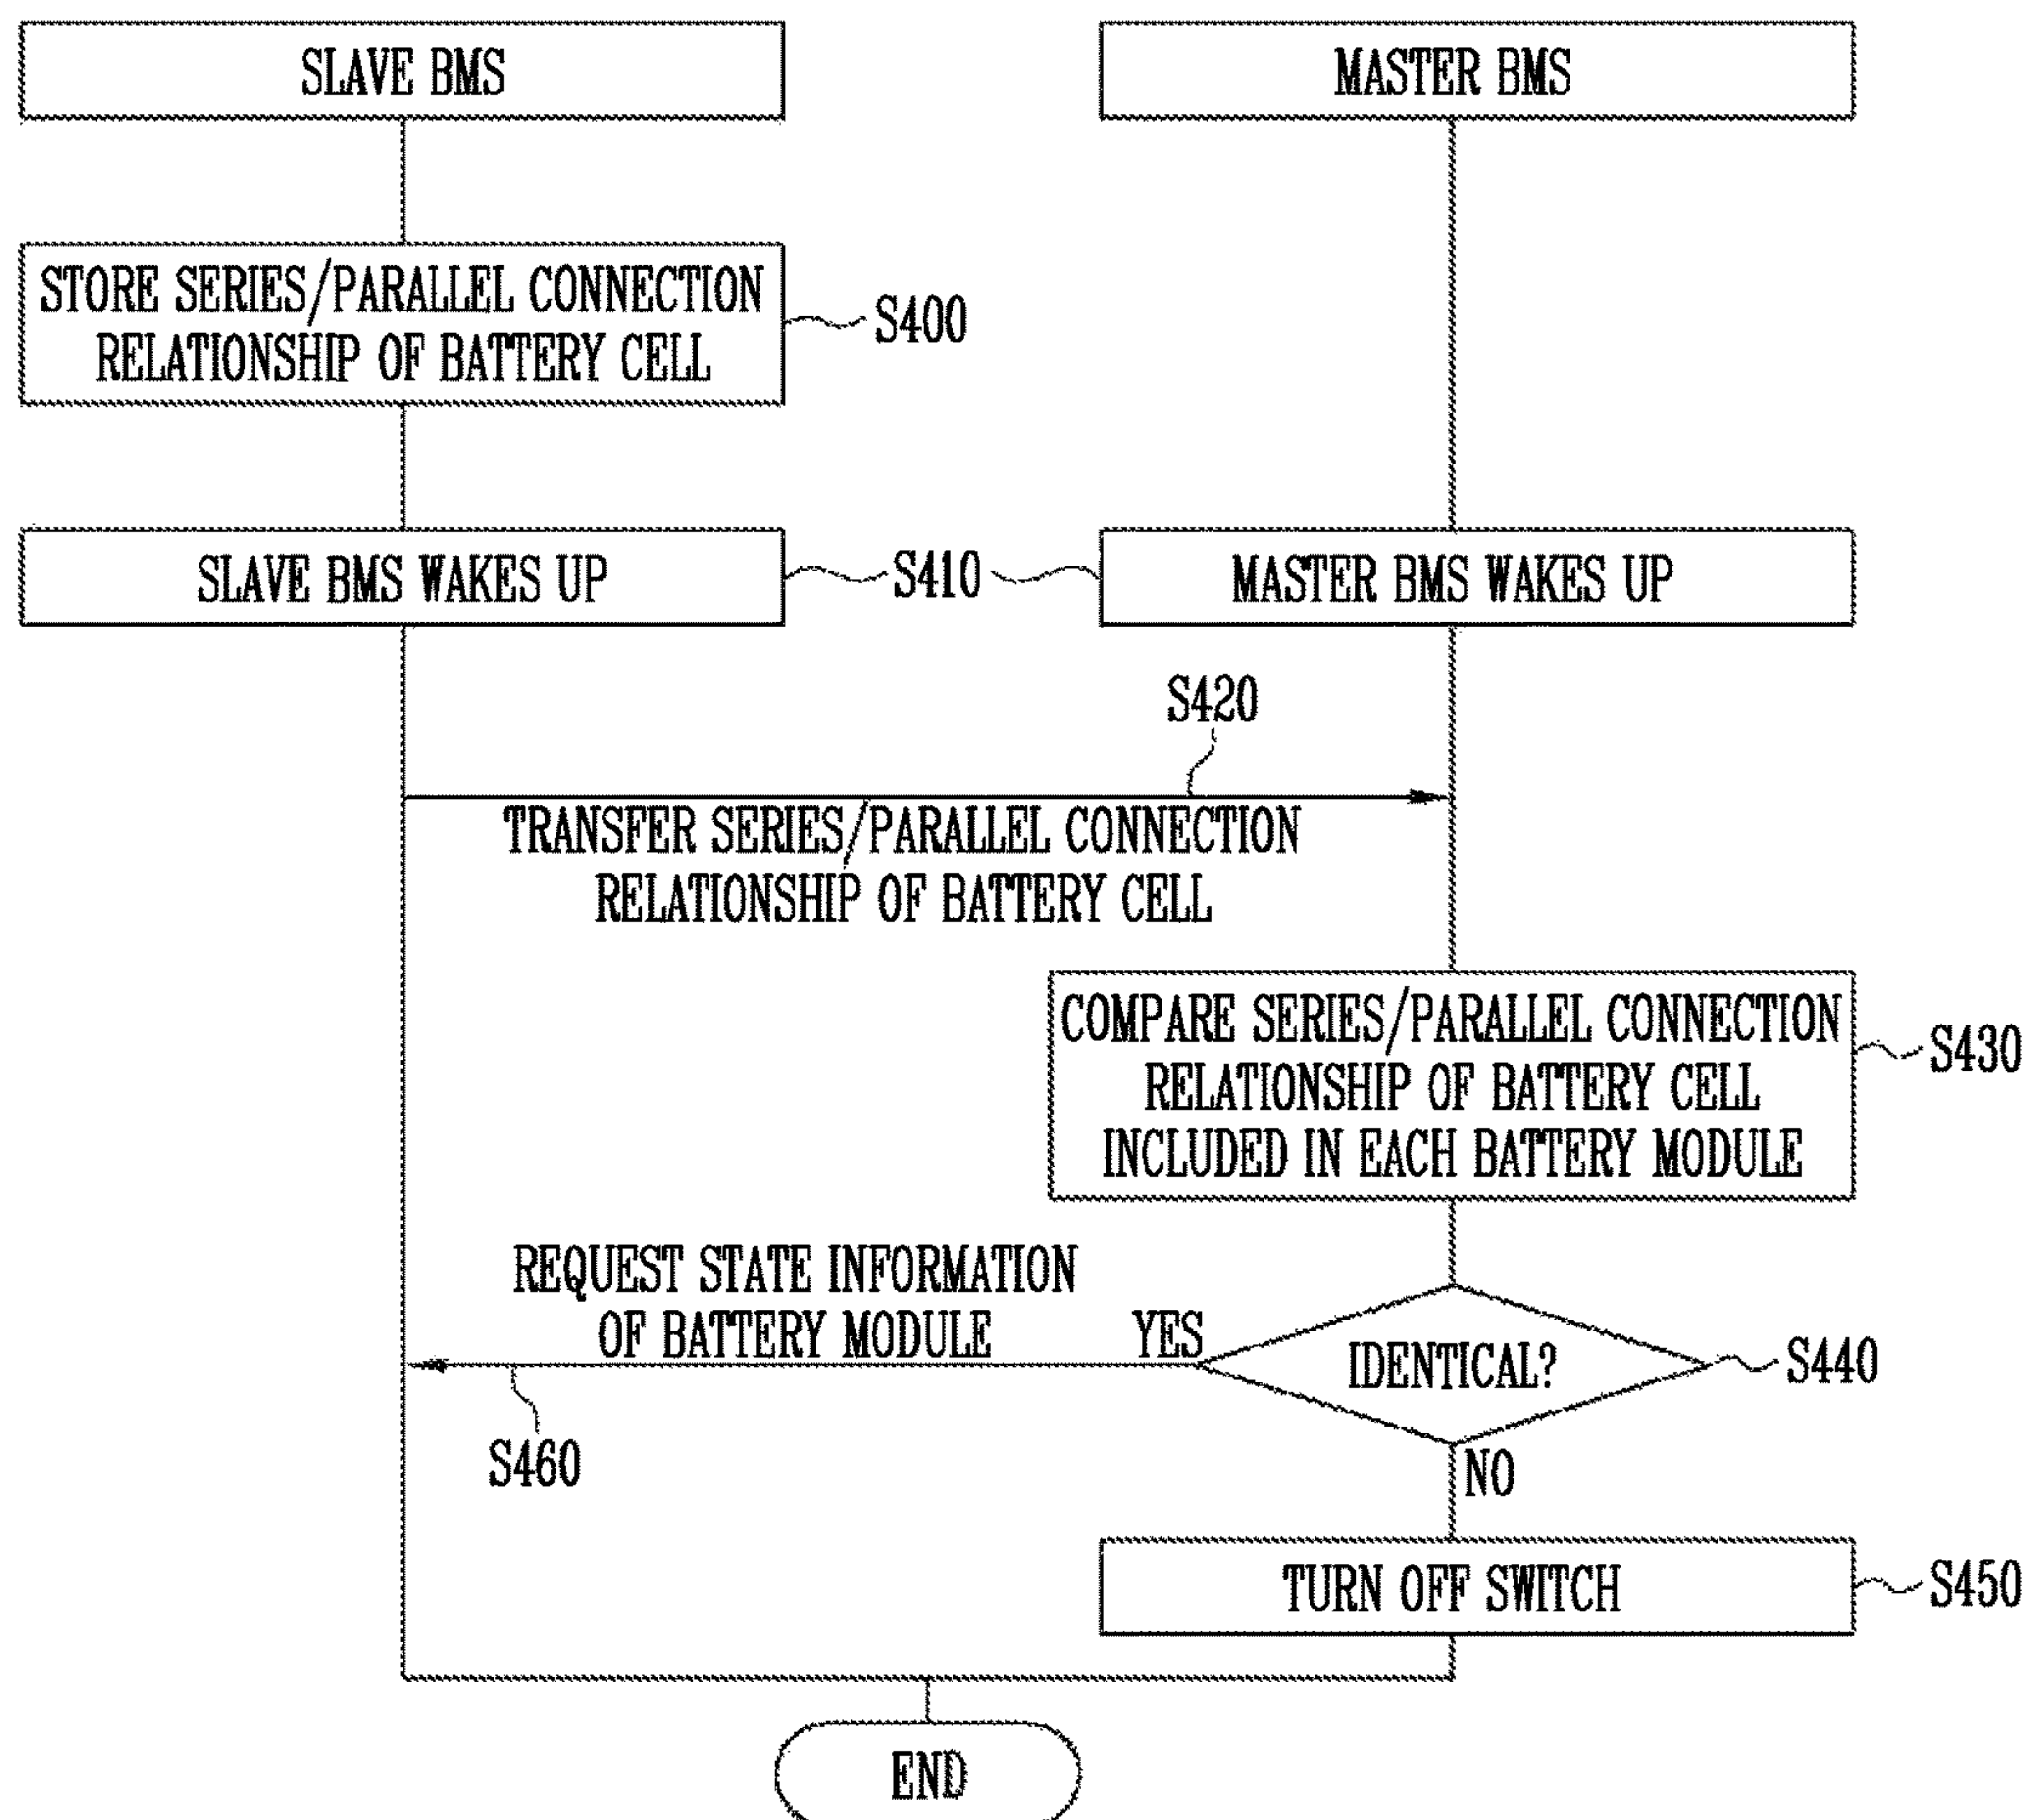 SLAVE BMS
MASTER BMS
STORE SERIES/PARALLEL CONNECTION
RELATIONSHIP OF BATTERY CELL
S400
SLAVE BMS WAKES UP
S410
MASTER BMS WAKES UP
S420
TRANSFER SERIES/PARALLEL CONNECTION
RELATIONSHIP OF BATTERY CELL
COMPARE SERIES/PARALLEL CONNECTION
RELATIONSHIP OF BATTERY CELL
INCLUDED IN EACH BATTERY MODULE
S430
REQUEST STATE INFORMATION
OF BATTERY MODULE
YES
IDENTICAL?
S440
S460
NO
TURN OFF SWITCH
S450
END